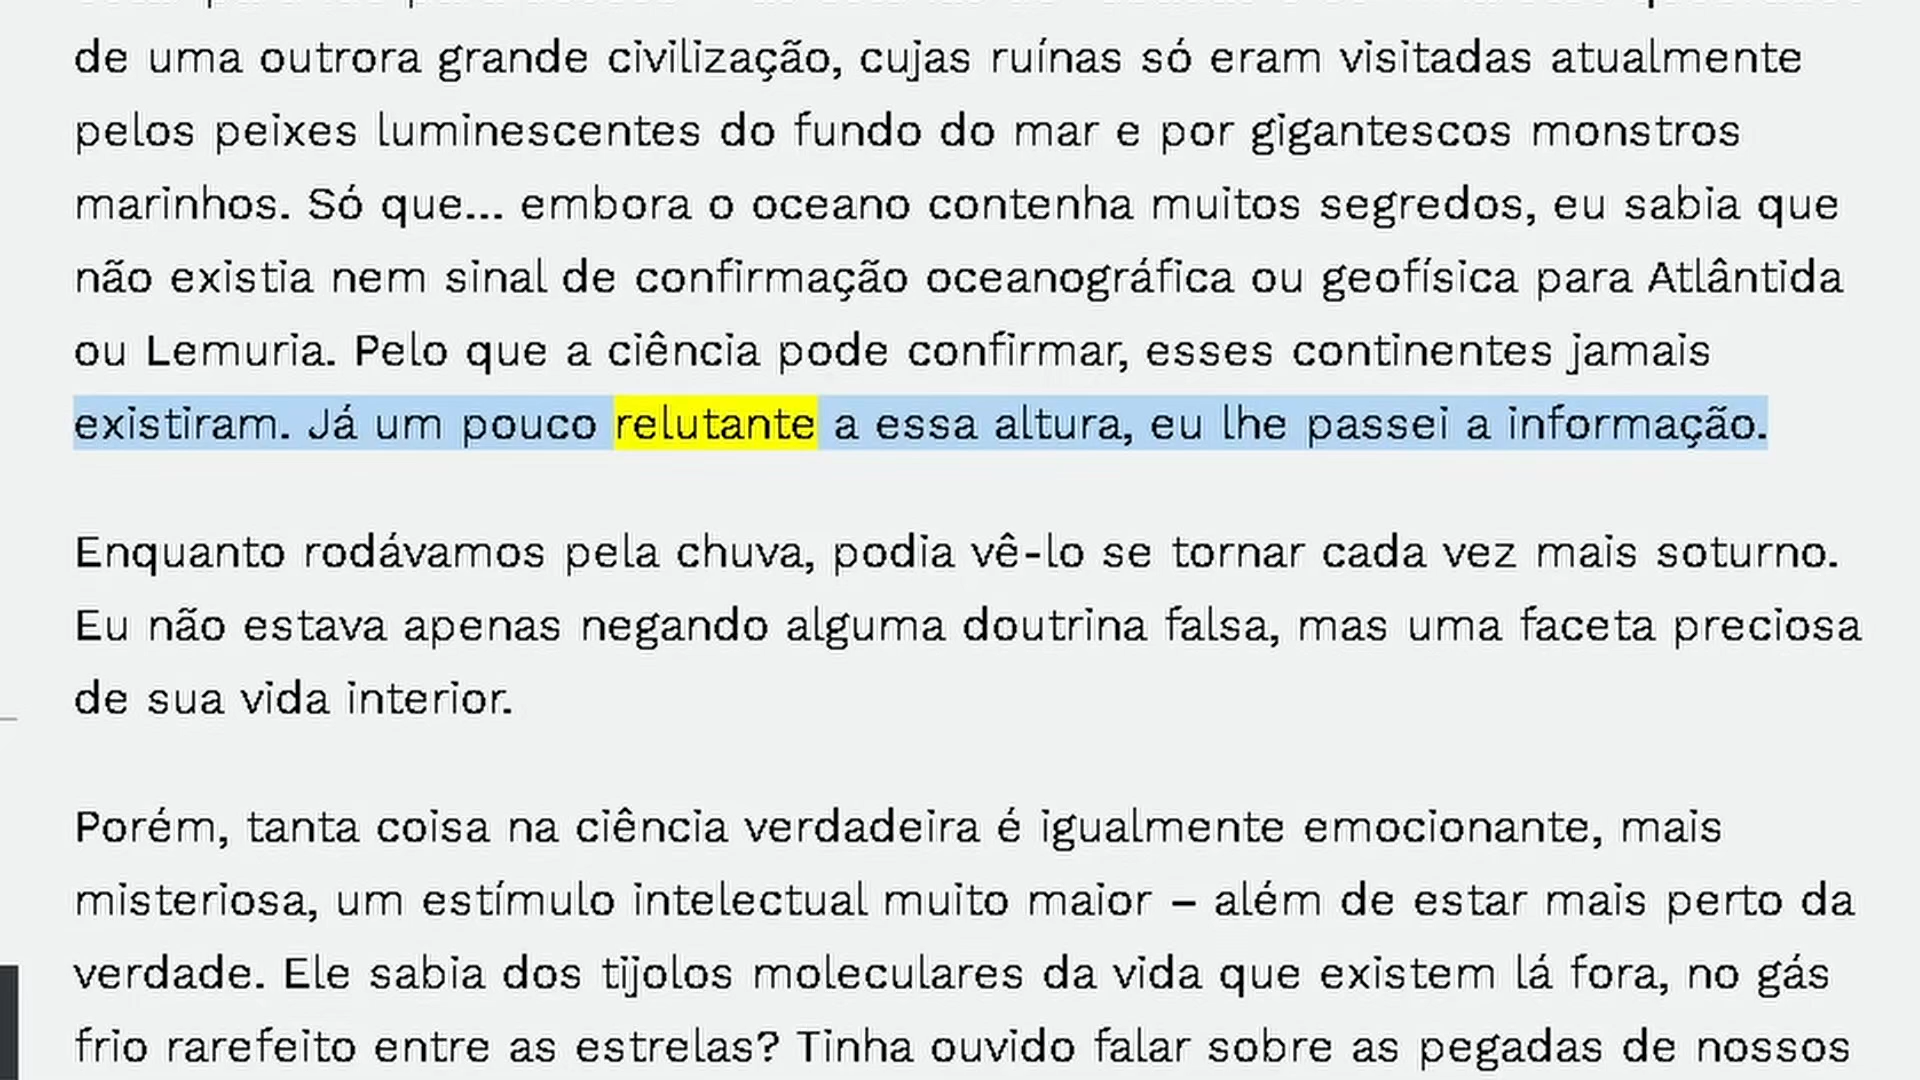 de uma outrora grande civilização, cujas ruínas só eram visitadas atualmente
pelos peixes luminescentes do fundo do mar e por gigantescos monstros
marinhos. Só que... embora o oceano contenha muitos segredos, eu sabia que
não existia nem sinal de confirmação oceanográfica ou geofísica para Atlântida
ou Lemuria. Pelo que a ciência pode confirmar, esses continentes jamais
existiram. Já um pouco relutante a essa altura, eu lhe passei a informação.
Enquanto rodávamos pela chuva, podia vê-lo se tornar cada vez mais soturno.
Eu não estava apenas negando alguma doutrina falsa, mas uma faceta preciosa
de sua vida interior.
Porém, tanta coisa na ciência verdadeira é igualmente emocionante, mais
misteriosa, um estímulo intelectual muito maior – além de estar mais perto da
verdade. Ele sabia dos tijolos moleculares da vida que existem lá fora, no gás
frio rarefeito entre as estrelas? Tinha ouvido falar sobre as pegadas de nossos